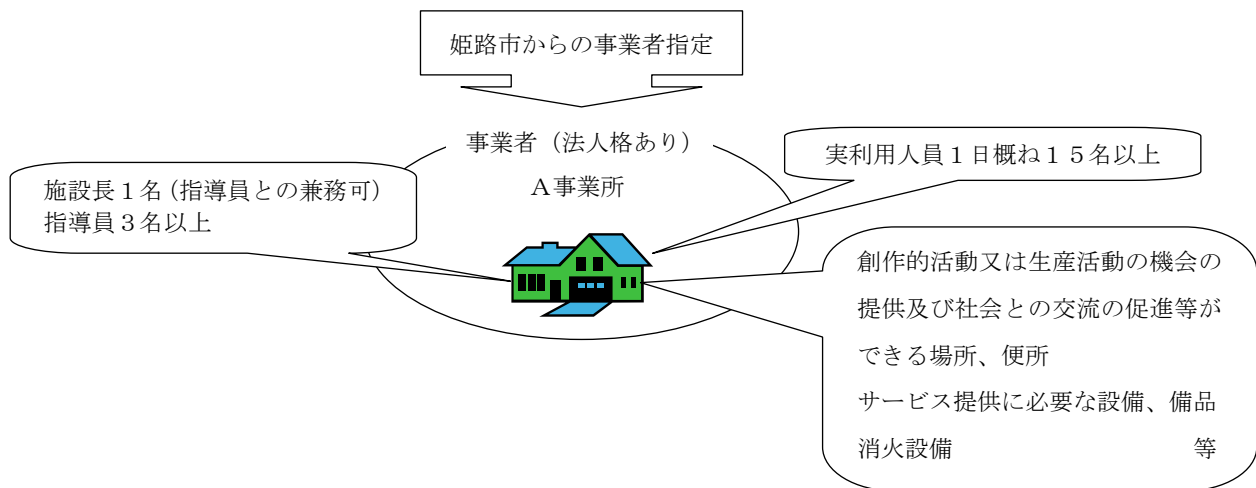 姫路市からの事業者指定
事業者（法人格あり）
Ａ事業所
実利用人員１日概ね１５名以上
施設長１名（指導員との兼務可）
指導員３名以上
創作的活動又は生産活動の機会の
提供及び社会との交流の促進等が
できる場所、便所
サービス提供に必要な設備、備品
消火設備　　　　　　　　　　　等